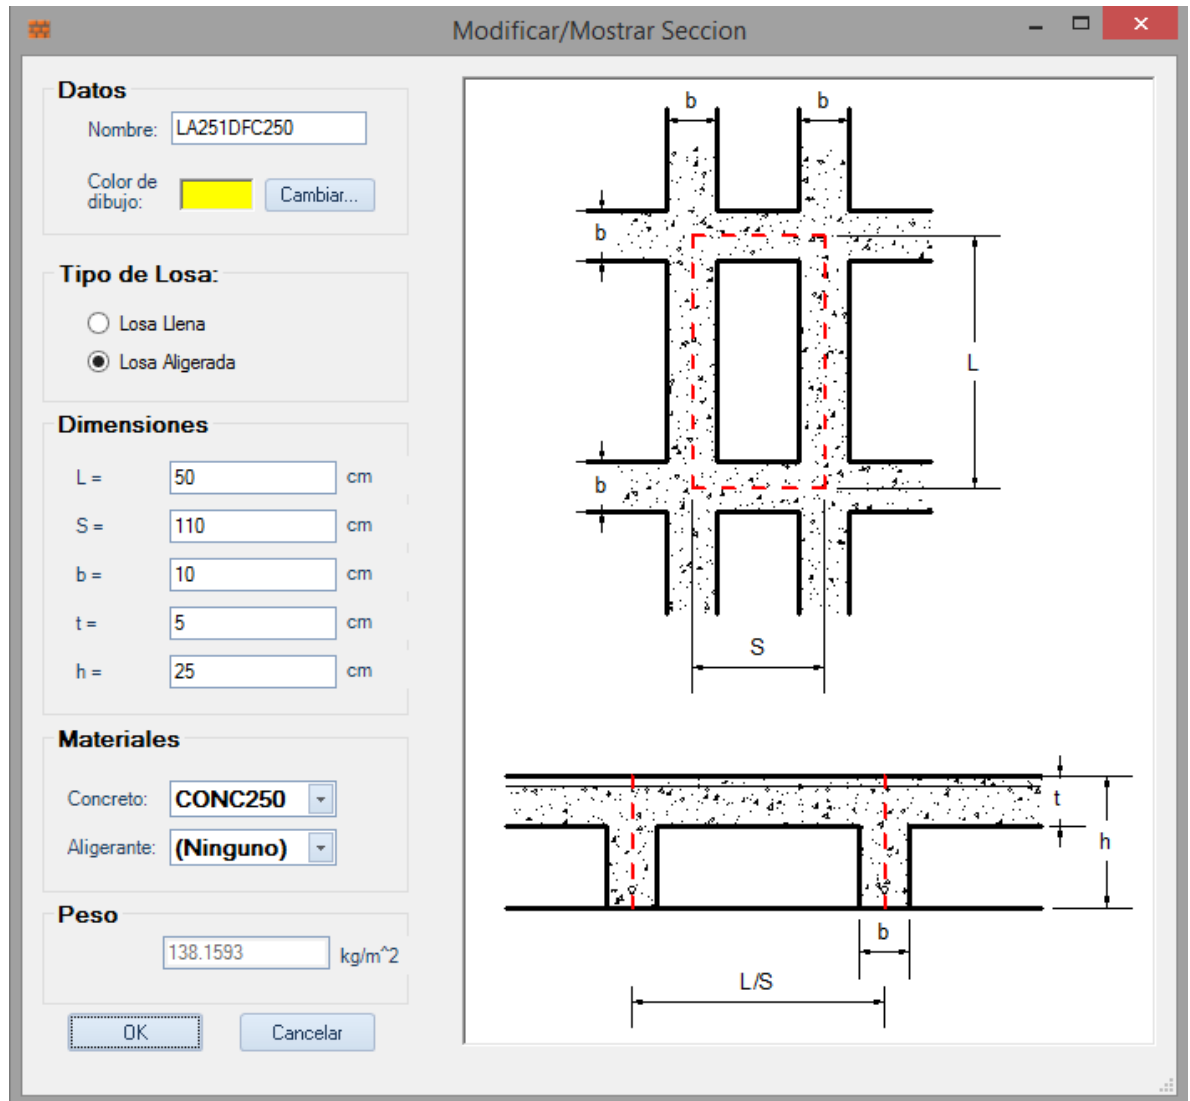 Modificar/Mostrar Seccion
Datos
Nombre: LA251DFC250
Color de dibujo: Cambiar...
Tipo de Losa:
Losa Llena
Losa Aligerada
Dimensiones
L = 50 cm
S = 110 cm
b = 10 cm
t = 5 cm
h = 25 cm
Materiales
Concreto: CONC250
Aligerante: (Ninguno)
Peso
138.1593 kg/m^2
OK Cancelar
b b
b
L
b
S
t
h
b
L/S